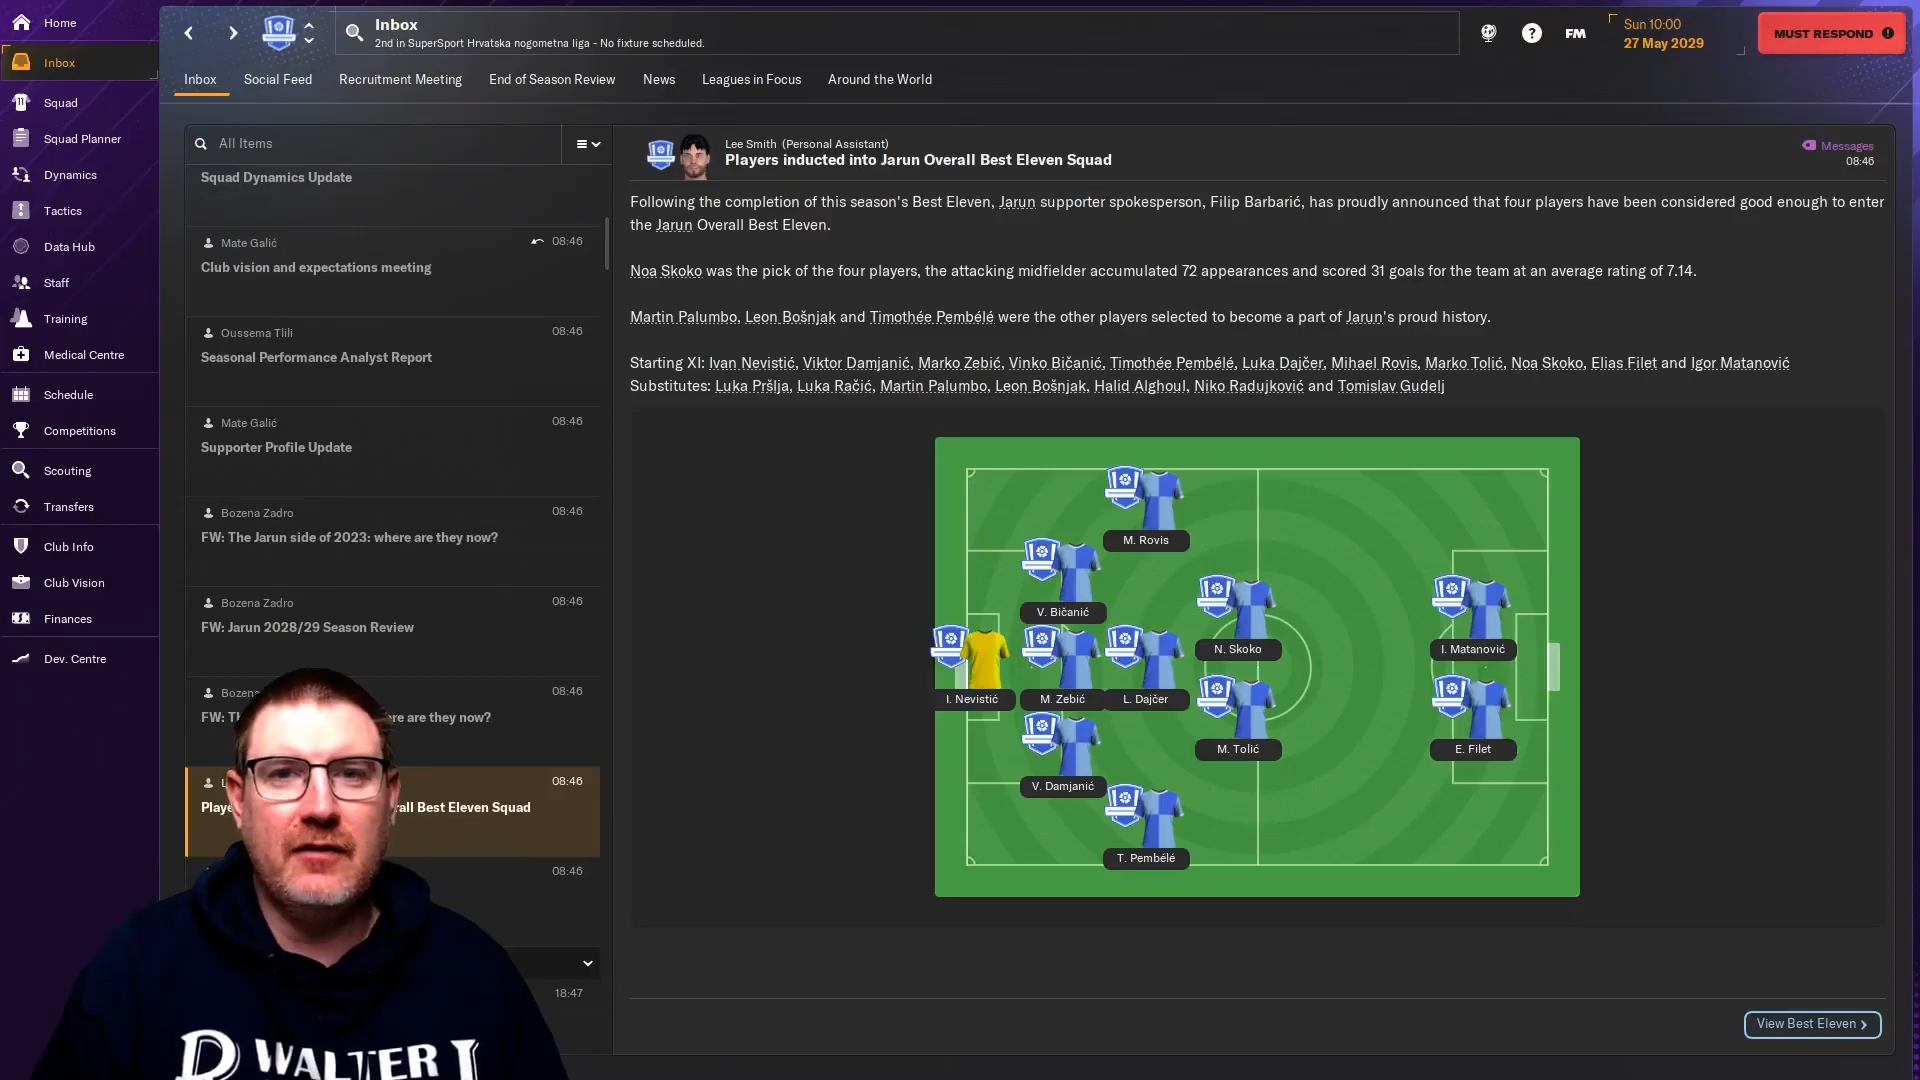 Home
Inbox
Squad
Squad Planner
Dynamics
Tactics
Data Hub
Staff
Training
Medical Centre
Schedule
Competitions
Scouting
Transfers
Club Info
Club Vision
Finances
Dev. Centre
Inbox
2nd in SuperSport Hrvatska nogometna liga - No fixture scheduled.
FM
Sun 10:00
27 May 2029
MUST RESPOND
Inbox
Social Feed
Recruitment Meeting
End of Season Review
News
Leagues in Focus
Around the World
All Items
Squad Dynamics Update
Mate Galić
08:46
Club vision and expectations meeting
Oussema Tlili
08:46
Seasonal Performance Analyst Report
Mate Galić
08:46
Supporter Profile Update
Bozena Zadro
08:46
FW: The Jarun side of 2023: where are they now?
Bozena Zadro
08:46
FW: Jarun 2028/29 Season Review
Bozena
08:46
FW: Th
re are they now?
L
08:46
Playe
rall Best Eleven Squad
08:46
18:47
Lee Smith (Personal Assistant)
Players inducted into Jarun Overall Best Eleven Squad
Messages
08:46
Following the completion of this season's Best Eleven, Jarun supporter spokesperson, Filip Barbarić, has proudly announced that four players have been considered good enough to enter
the Jarun Overall Best Eleven.
Noa Skoko was the pick of the four players, the attacking midfielder accumulated 72 appearances and scored 31 goals for the team at an average rating of 7.14.
Martin Palumbo, Leon Bošnjak and Timothée Pembélé were the other players selected to become a part of Jarun's proud history.
Starting XI: Ivan Nevistić, Viktor Damjanić, Marko Zebić, Vinko Bičanić, Timothée Pembélé, Luka Dajčer, Mihael Rovis, Marko Tolić, Noa Skoko, Elias Filet and Igor Matanović
Substitutes: Luka Pršlja, Luka Račić, Martin Palumbo, Leon Bošnjak, Halid Alghoul, Niko Radujković and Tomislav Gudelj
M. Rovis
V. Bičanić
N. Skoko
I. Matanović
I. Nevistić
M. Zebić
L. Dajčer
M. Tolić
E. Filet
V. Damjanić
T. Pembélé
View Best Eleven
WALTER